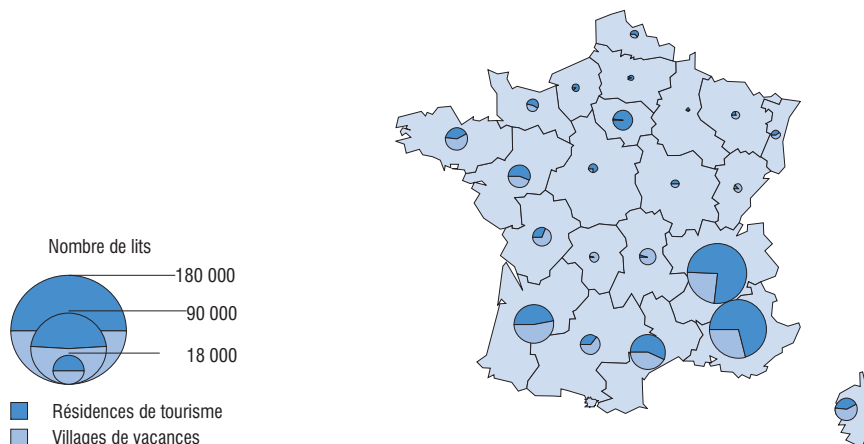 Nombre de lits
180 000
90 000
18 000
Résidences de tourisme
Villages de vacances